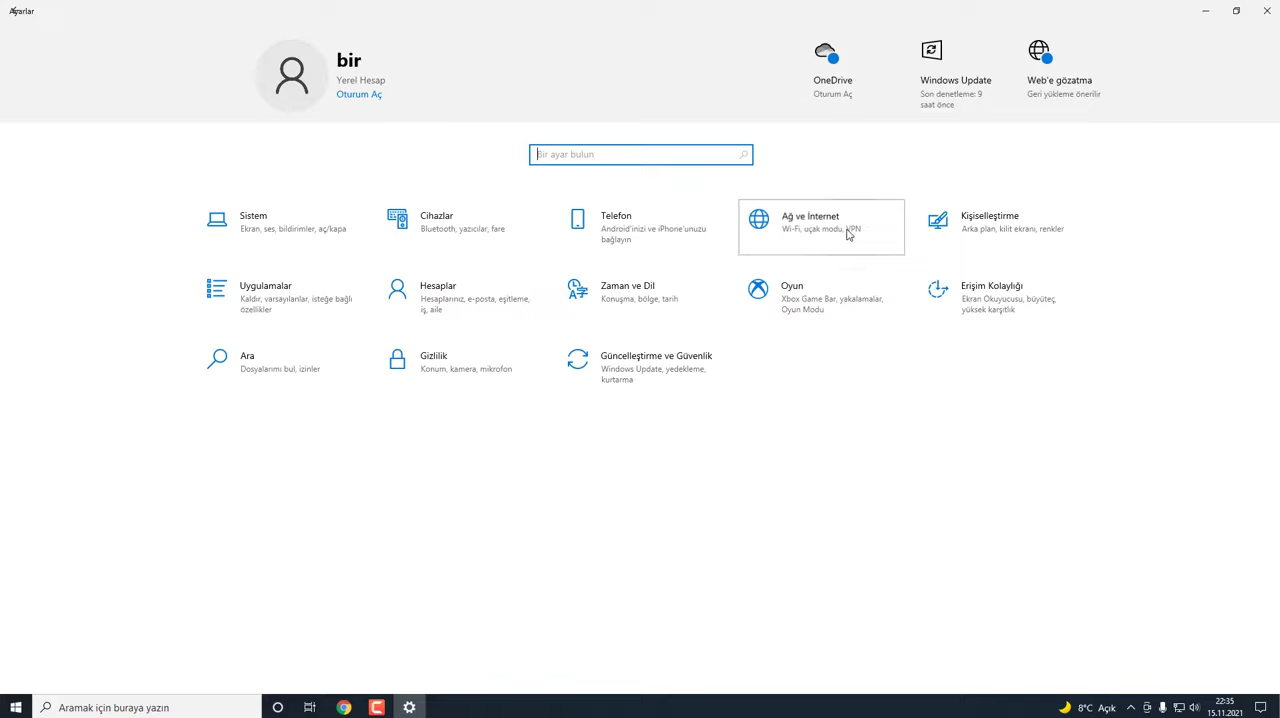 Ayarlar
bir
Yerel Hesap
Oturum Aç
OneDrive
Oturum Aç
Windows Update
Son denetleme: 9
saat önce
Web'e gözatma
Geri yükleme önerilir
Bir ayar bulun
Sistem
Ekran, ses, bildirimler, aç/kapa
Cihazlar
Bluetooth, yazıcılar, fare
Telefon
Android'inizi ve iPhone'unuzu
bağlayın
Ağ ve İnternet
Wi-Fi, uçak modu, VPN
Kişiselleştirme
Arka plan, kilit ekranı, renkler
Uygulamalar
Kaldır, varsayılanlar, isteğe bağlı
özellikler
Hesaplar
Hesaplarınız, e-posta, eşitleme,
iş, aile
Zaman ve Dil
Konuşma, bölge, tarih
Oyun
Xbox Game Bar, yakalamalar,
Oyun Modu
Erişim Kolaylığı
Ekran Okuyucusu, büyüteç,
yüksek karşıtlık
Ara
Dosyalarımı bul, izinler
Gizlilik
Konum, kamera, mikrofon
Güncelleştirme ve Güvenlik
Windows Update, yedekleme,
kurtarma
Aramak için buraya yazın
8°C Açık
22:35
15.11.2021